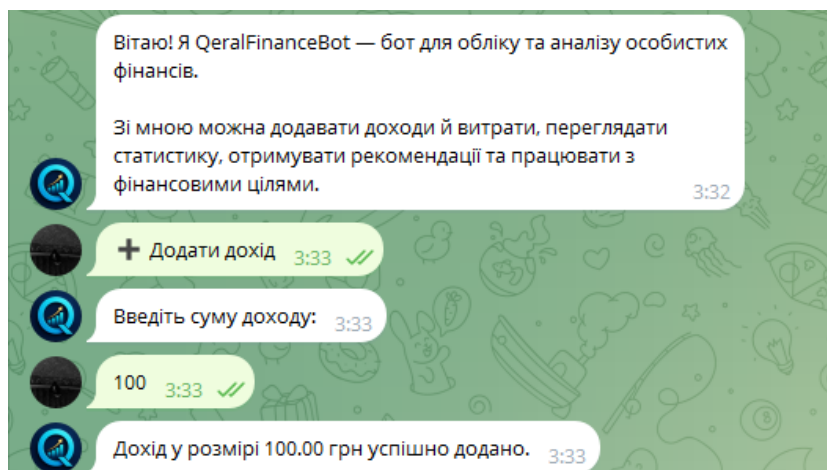 Вітаю! Я QeralFinanceBot — бот для обліку та аналізу особистих
фінансів.
Зі мною можна додавати доходи й витрати, переглядати
статистику, отримувати рекомендації та працювати з
фінансовими цілями.
3:32
➕ Додати дохід 3:33
Введіть суму доходу: 3:33
100 3:33
Дохід у розмірі 100.00 грн успішно додано. 3:33